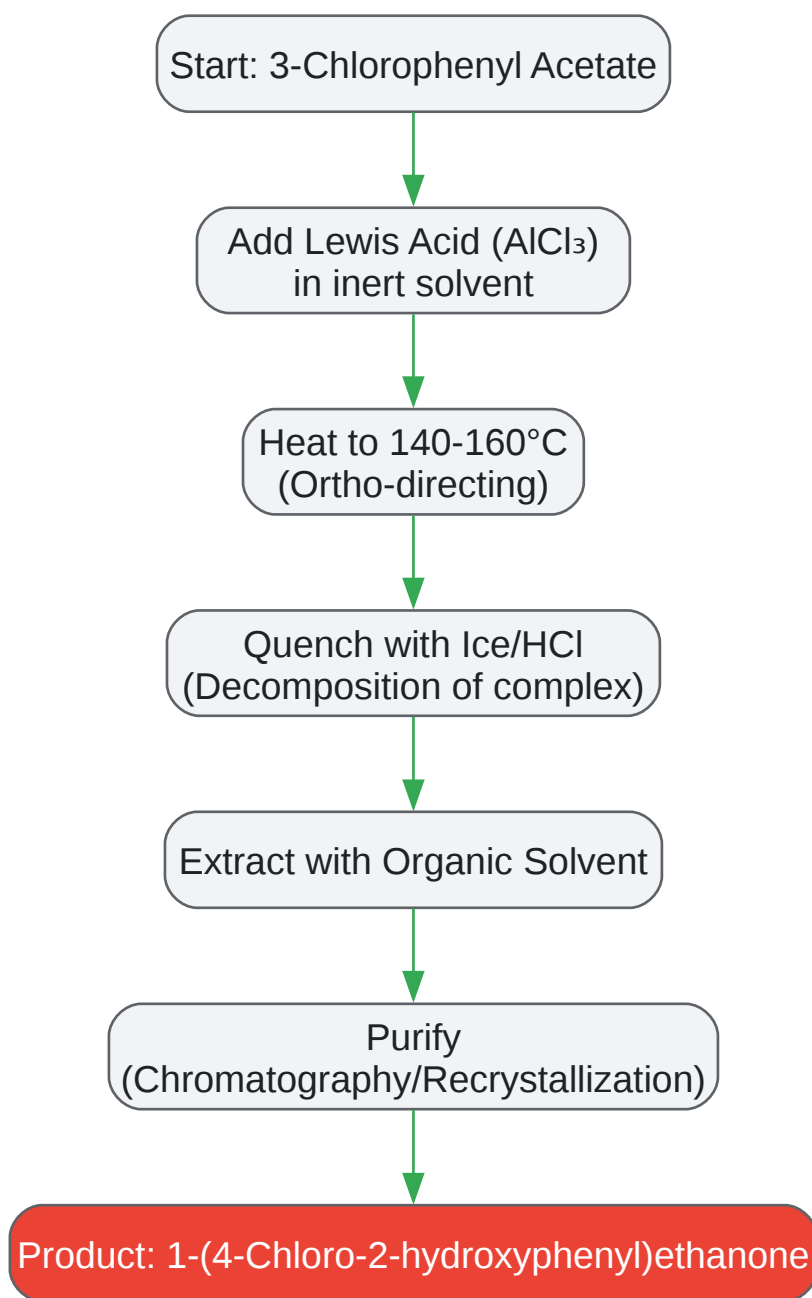 Start: 3-Chlorophenyl Acetate
Add Lewis Acid (AlCl₃)
in inert solvent
Heat to 140-160°C
(Ortho-directing)
Quench with Ice/HCl
(Decomposition of complex)
Extract with Organic Solvent
Purify
(Chromatography/Recrystallization)
Product: 1-(4-Chloro-2-hydroxyphenyl)ethanone